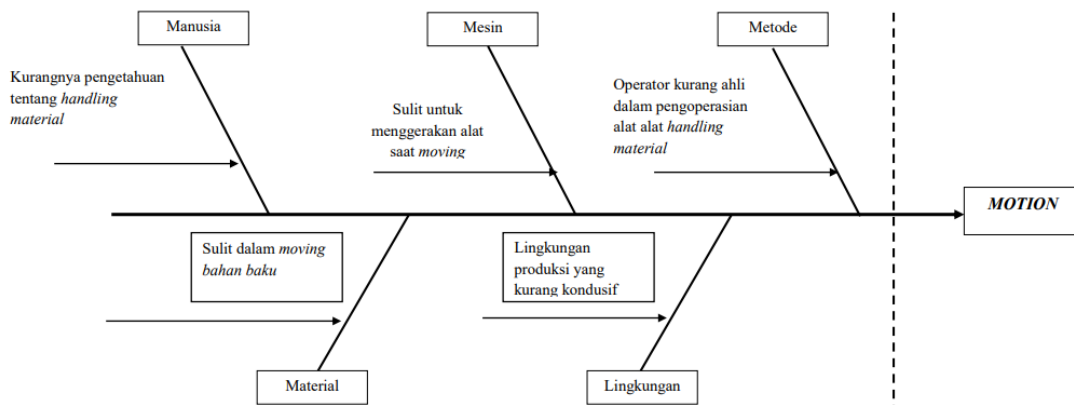 Manusia
Mesin
Metode
Kurangnya pengetahuan
tentang handling
material
Sulit untuk
menggerakan alat
saat moving
Operator kurang ahli
dalam pengoperasian
alat alat handling
material
MOTION
Sulit dalam moving
bahan baku
Lingkungan
produksi yang
kurang kondusif
Material
Lingkungan